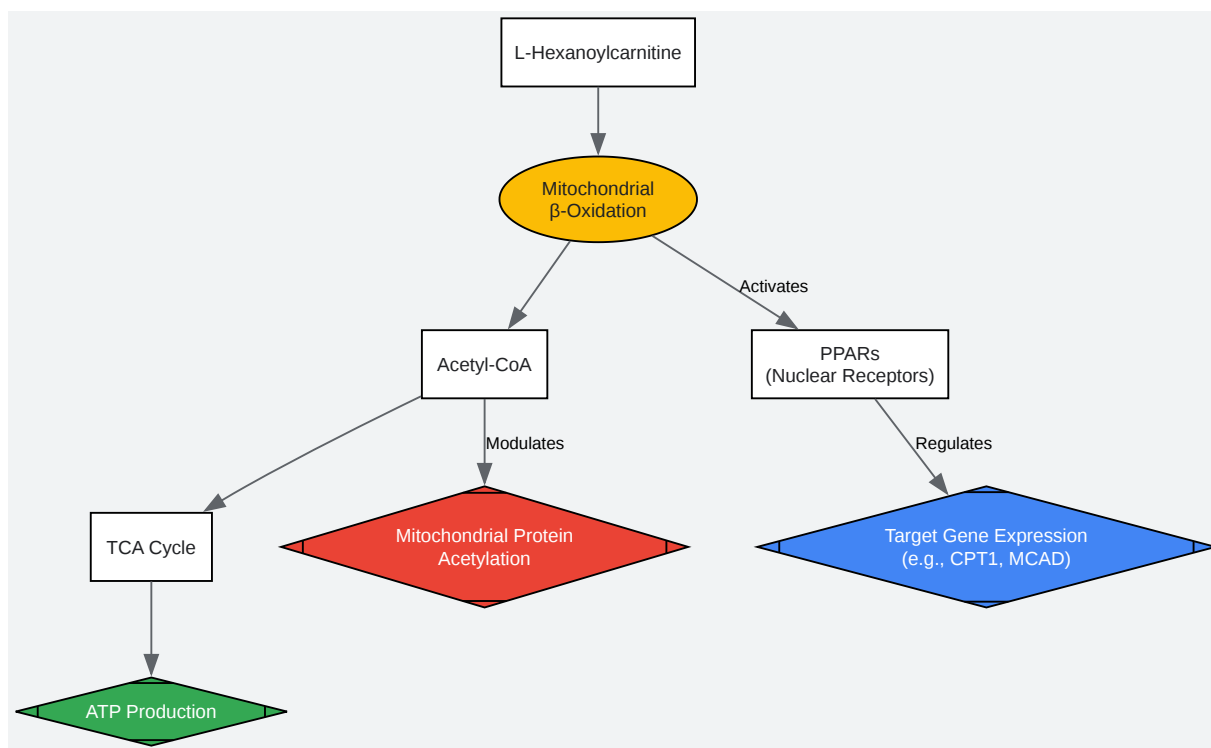 L-Hexanoylcarnitine
Mitochondrial
β-Oxidation
Activates
Acetyl-CoA
PPARs
(Nuclear Receptors)
Modulates
Regulates
TCA Cycle
Mitochondrial Protein
Acetylation
Target Gene Expression
(e.g., CPT1, MCAD)
ATP Production